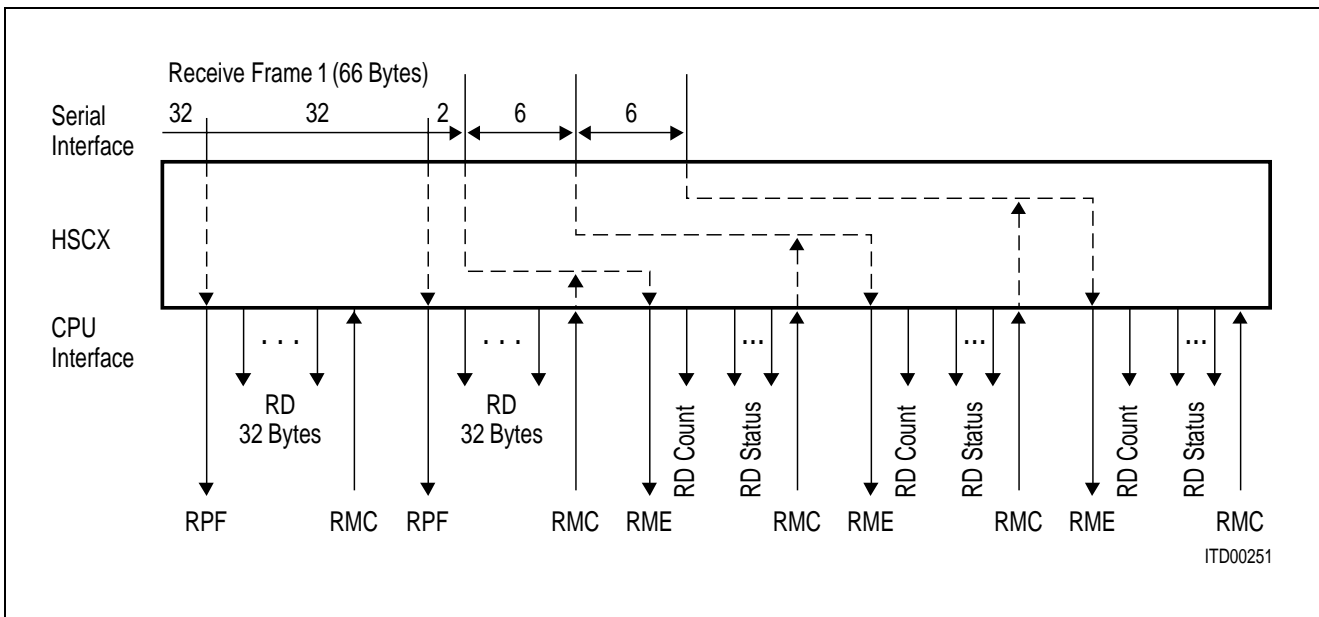 Receive Frame 1 (66 Bytes)
Serial
Interface
32 32 2 6 6
HSCX
CPU
Interface
. . . . . . ... ... ...
RD
32 Bytes
RD
32 Bytes
RD Count
RD Status
RD Count
RD Status
RD Count
RD Status
RPF RMC RPF RMC RME RMC RME RMC RME RMC
ITD00251